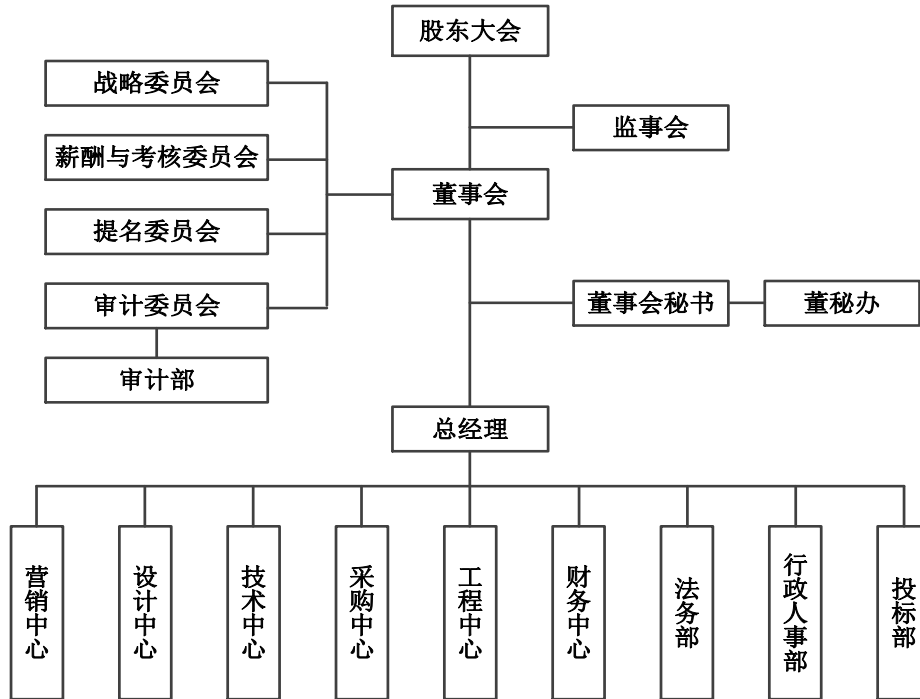 股东大会
战略委员会
监事会
薪酬与考核委员会
董事会
提名委员会
审计委员会
董事会秘书
董秘办
审计部
总经理
营销中心
设计中心
技术中心
采购中心
工程中心
财务中心
法务部
行政人事部
投标部